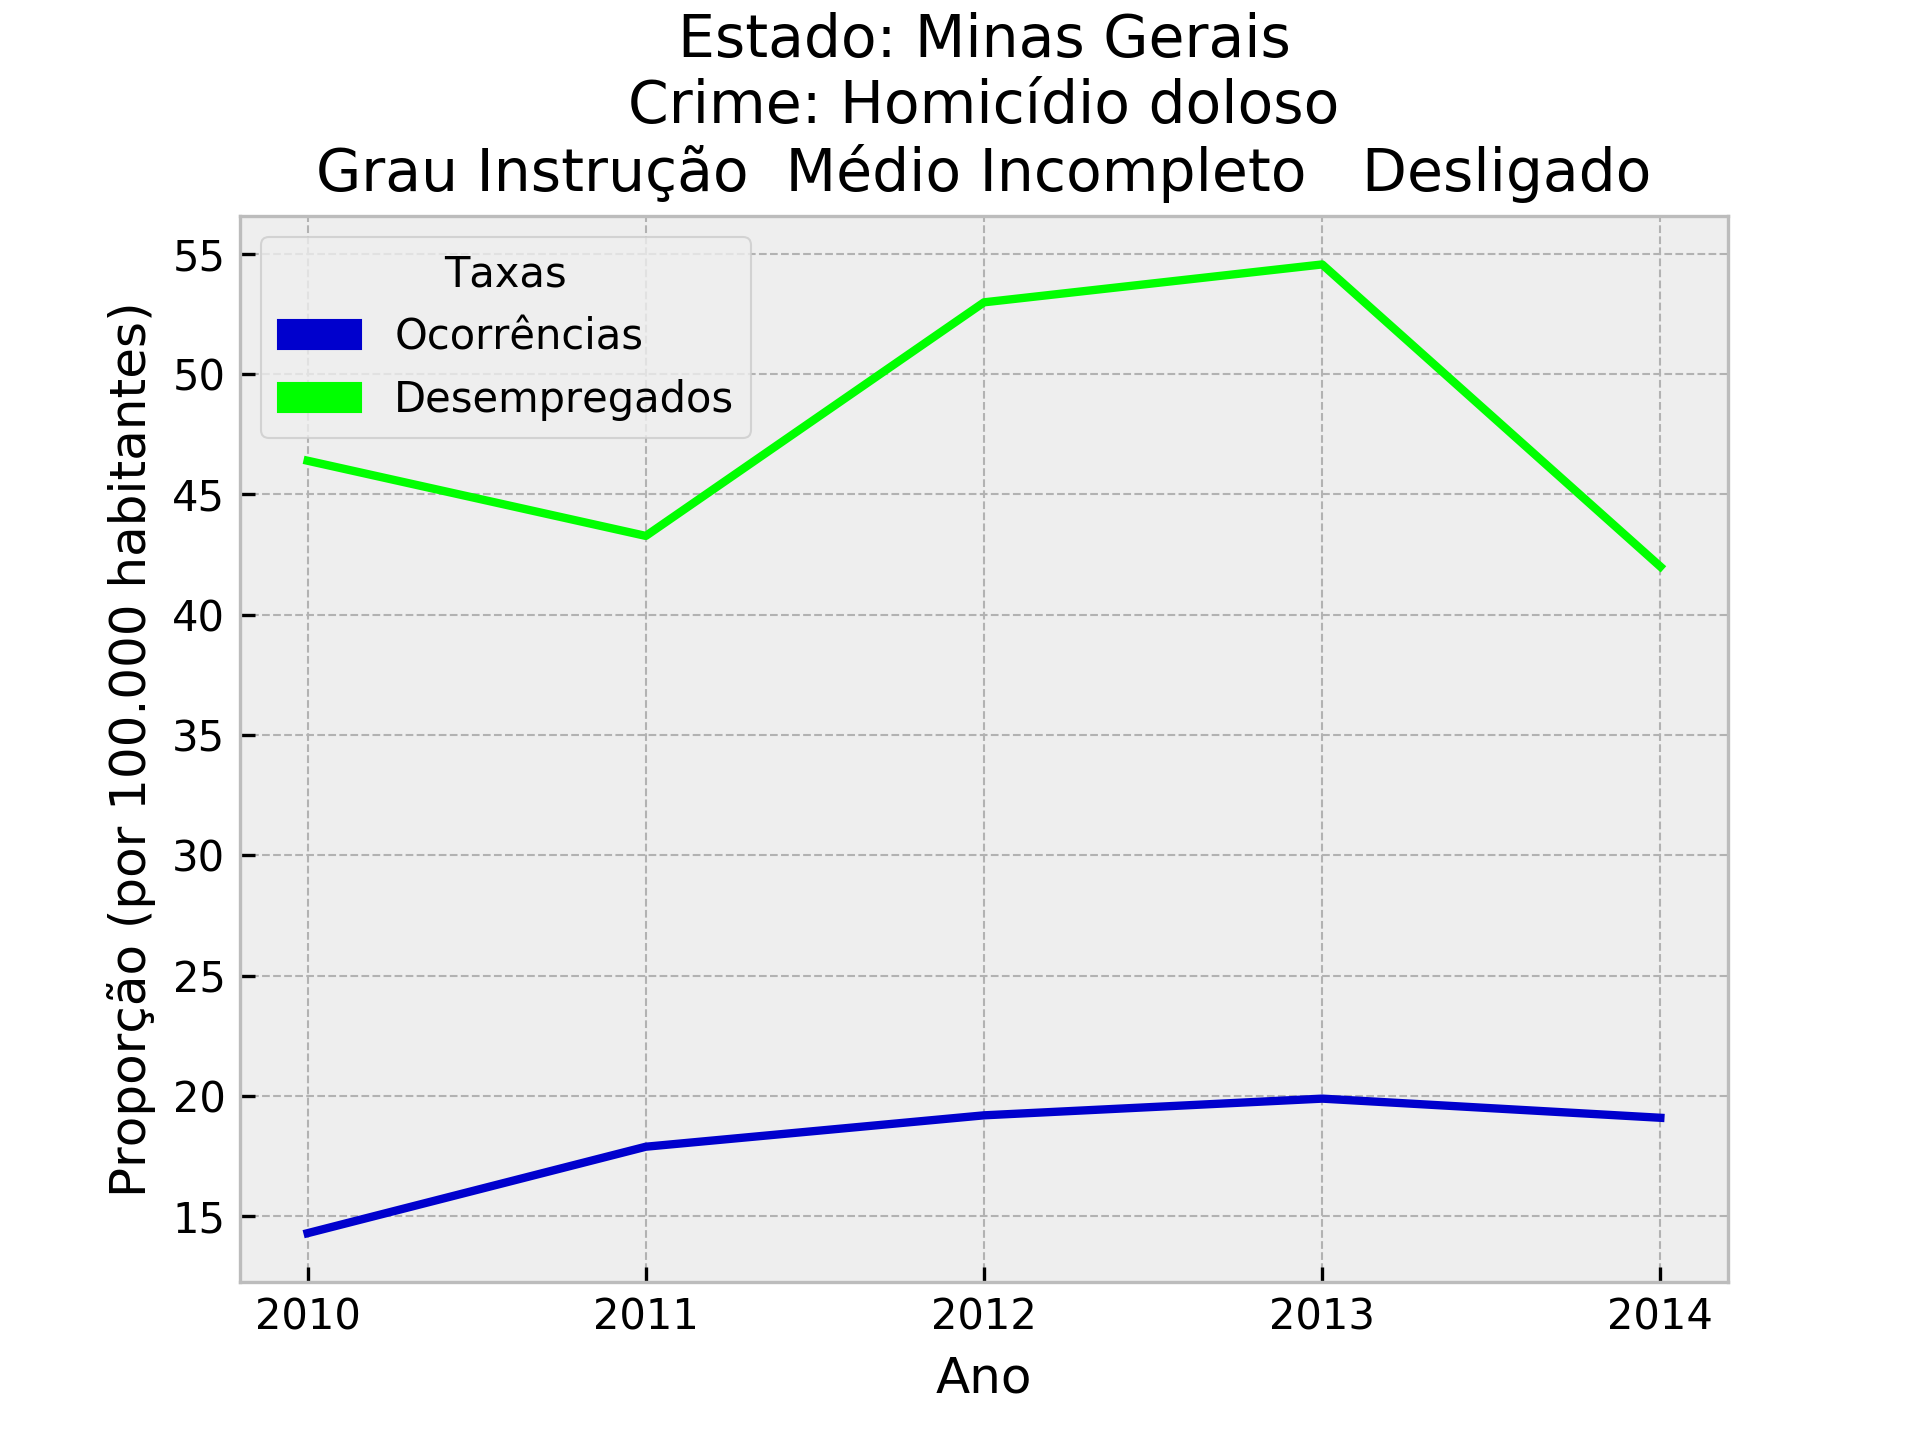 Estado: Minas Gerais
Crime: Homicídio doloso
Grau Instrução  Médio Incompleto   Desligado
Taxas
Ocorrências
Desempregados
Proporção (por 100.000 habitantes)
55
50
45
40
35
30
25
20
15
2010 2011 2012 2013 2014
Ano